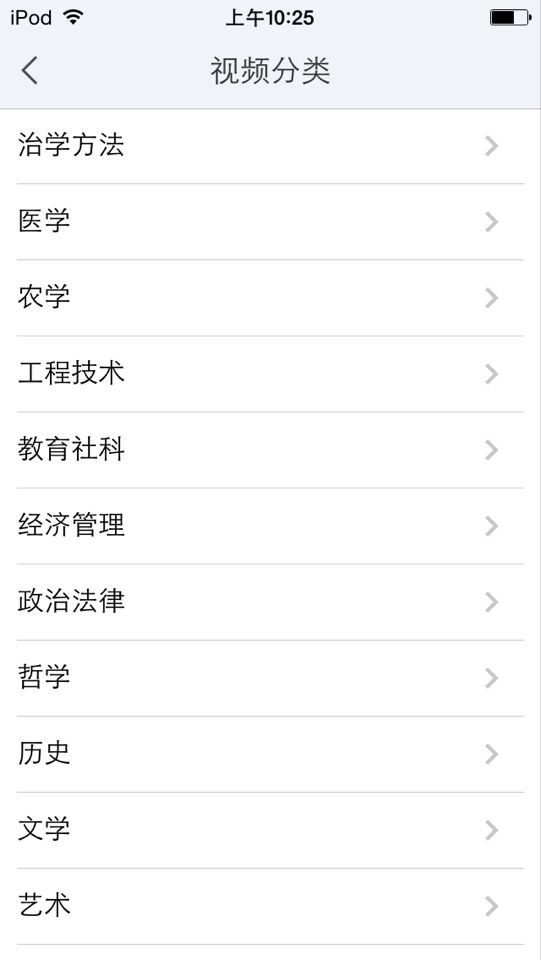 iPod 上午10:25
视频分类
治学方法
医学
农学
工程技术
教育社科
经济管理
政治法律
哲学
历史
文学
艺术